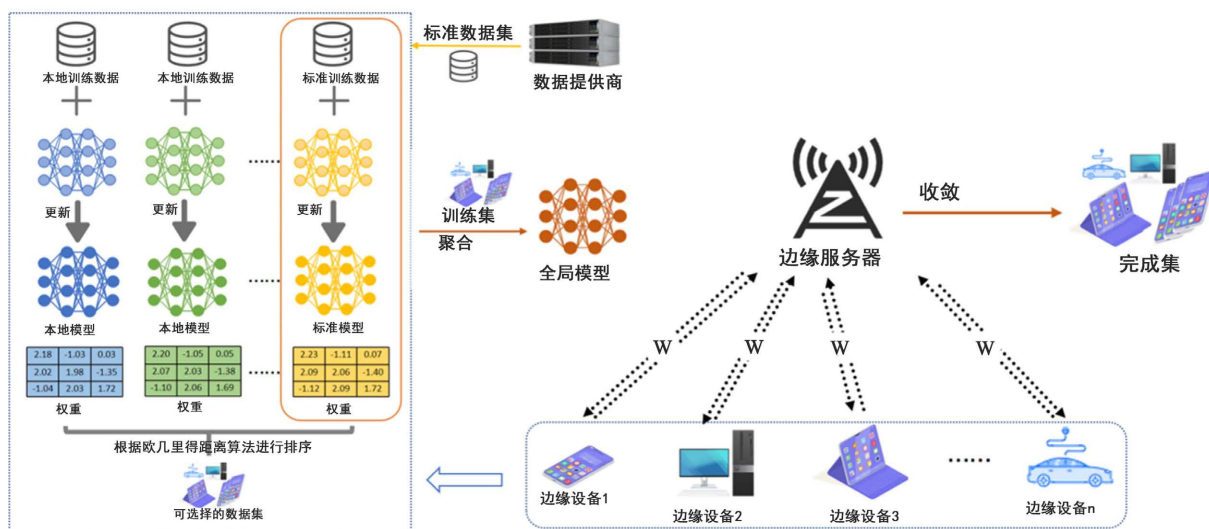 标准数据集
数据提供商
本地训练数据
本地训练数据
标准训练数据
……
更新
更新
更新
……
本地模型
本地模型
标准模型
2.18 -1.03 0.03
2.02 1.98 -1.35
-1.04 2.03 1.72
2.20 -1.05 0.05
2.07 2.03 -1.38
-1.10 2.06 1.69
……
2.23 -1.11 0.07
2.09 2.06 -1.40
-1.12 2.09 1.72
权重
权重
权重
根据欧几里得距离算法进行排序
可选择的数据集
训练集
聚合
全局模型
Z
边缘服务器
收敛
完成集
W
W
W
W
边缘设备1
边缘设备2
边缘设备3
……
边缘设备n